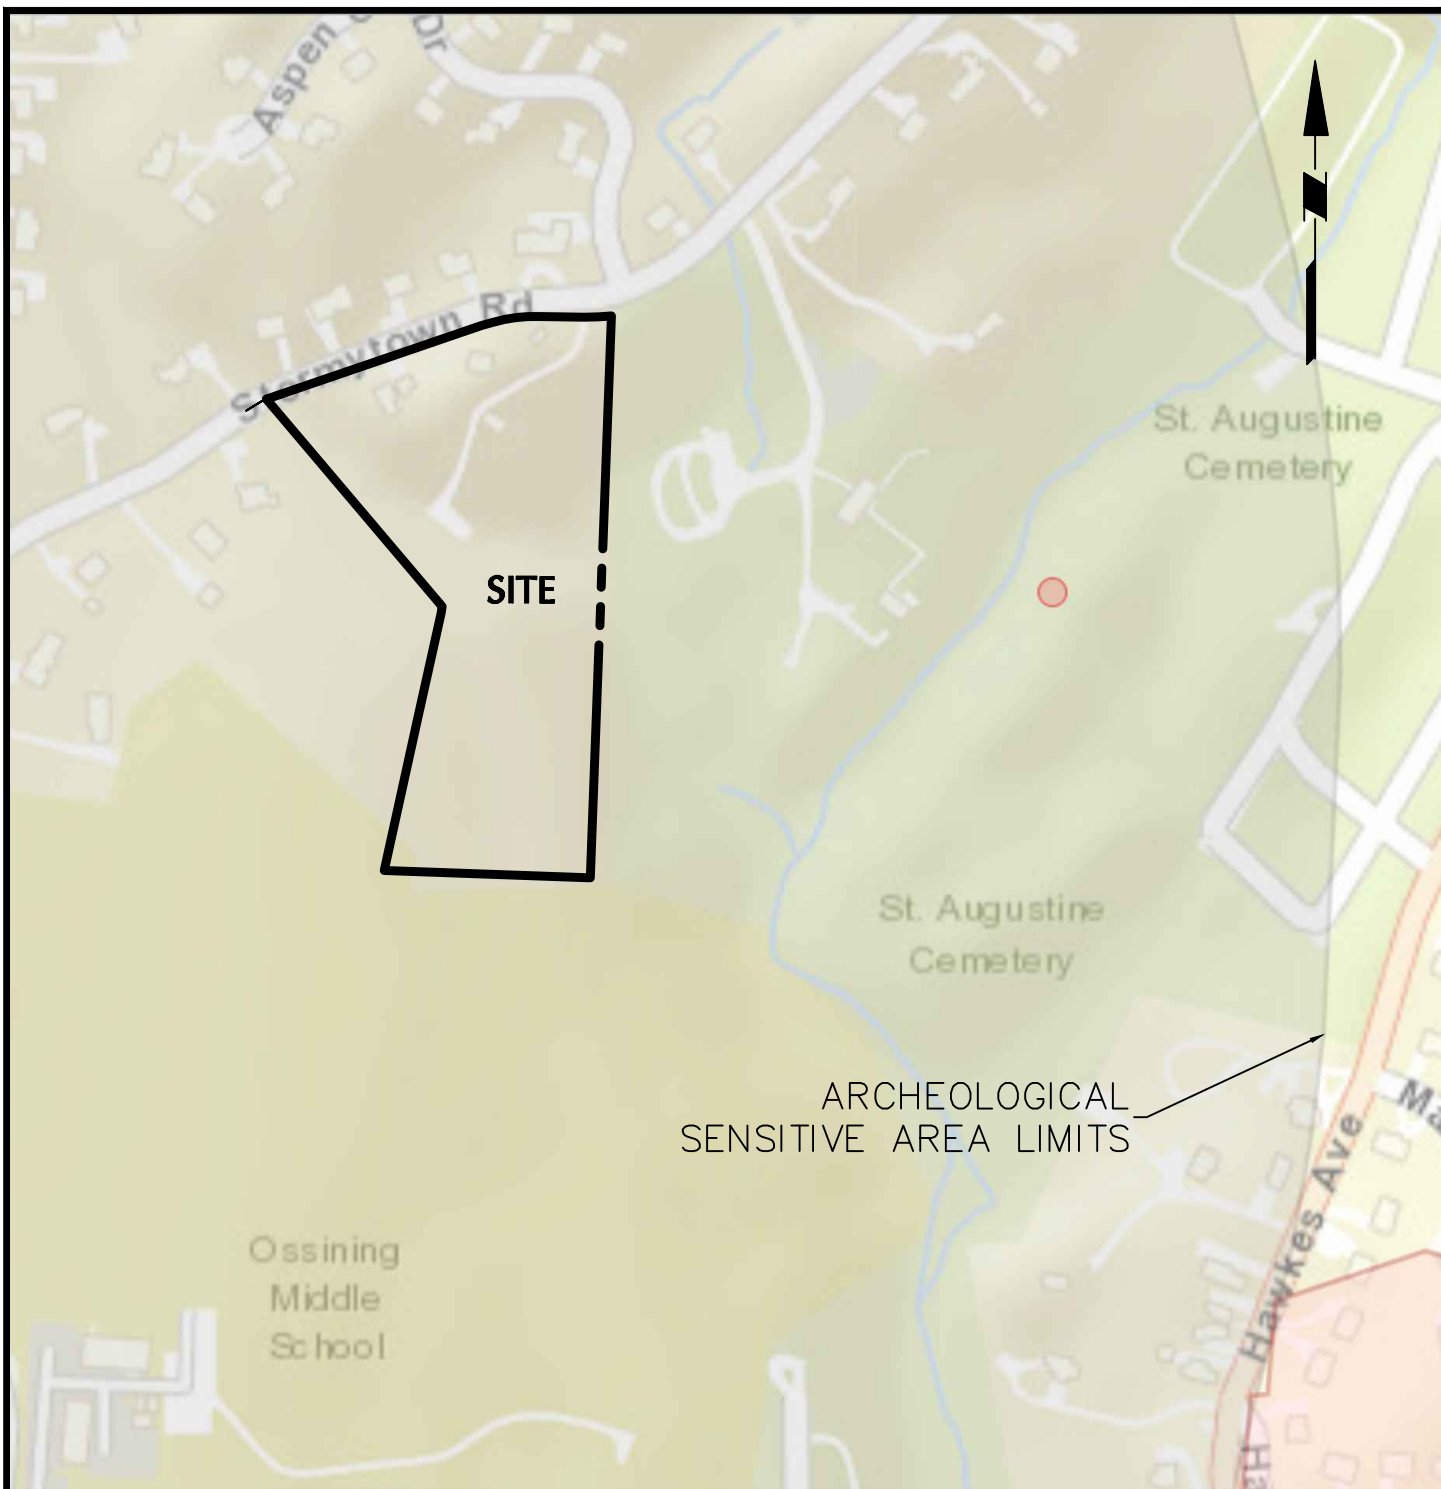 Aspen
Dr
Stormytown Rd
St. Augustine
Cemetery
SITE
St. Augustine
Cemetery
ARCHEOLOGICAL
SENSITIVE AREA LIMITS
Hawkes Ave
Ossining
Middle
School